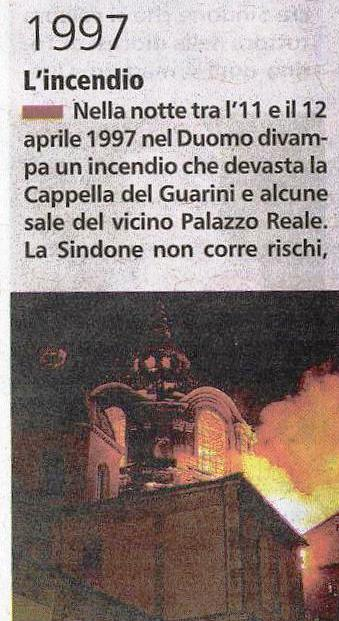 1997
L'incendio
Nella notte tra l'11 e il 12
aprile 1997 nel Duomo divam-
pa un incendio che devasta la
Cappella del Guarini e alcune
sale del vicino Palazzo Reale.
La Sindone non corre rischi,